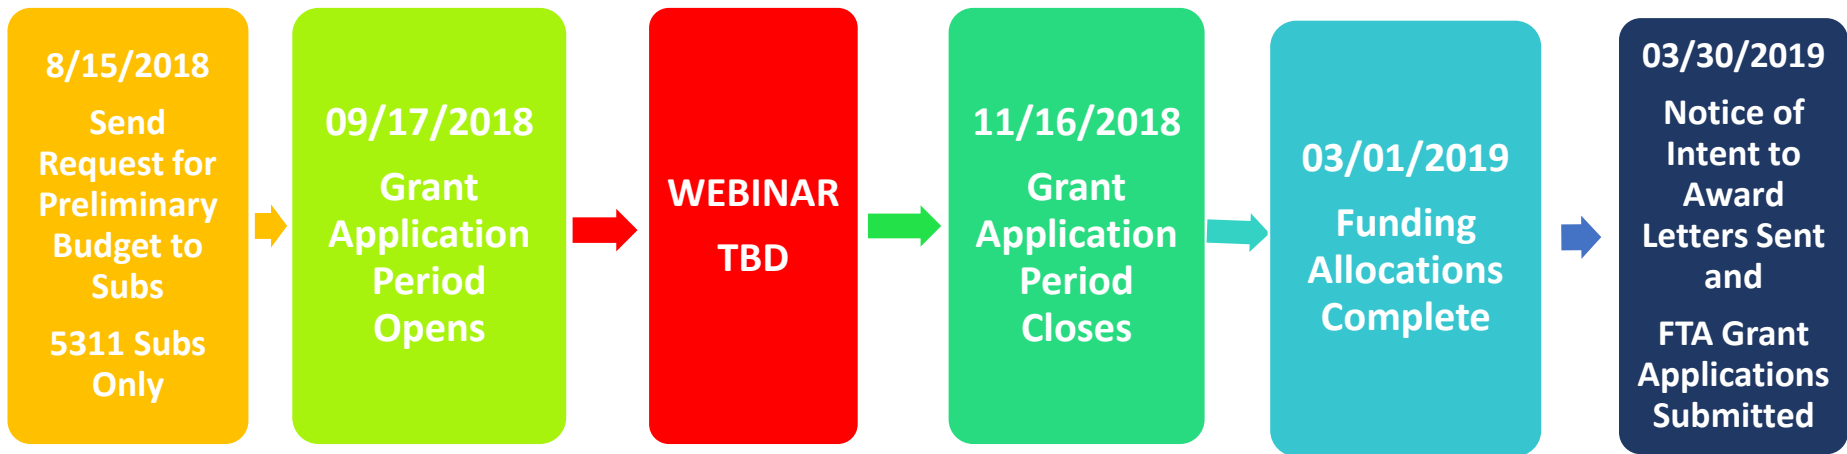 8/15/2018
Send
Request for
Preliminary
Budget to
Subs
5311 Subs
Only
09/17/2018
Grant
Application
Period
Opens
WEBINAR
TBD
11/16/2018
Grant
Application
Period
Closes
03/01/2019
Funding
Allocations
Complete
03/30/2019
Notice of
Intent to
Award
Letters Sent
and
FTA Grant
Applications
Submitted